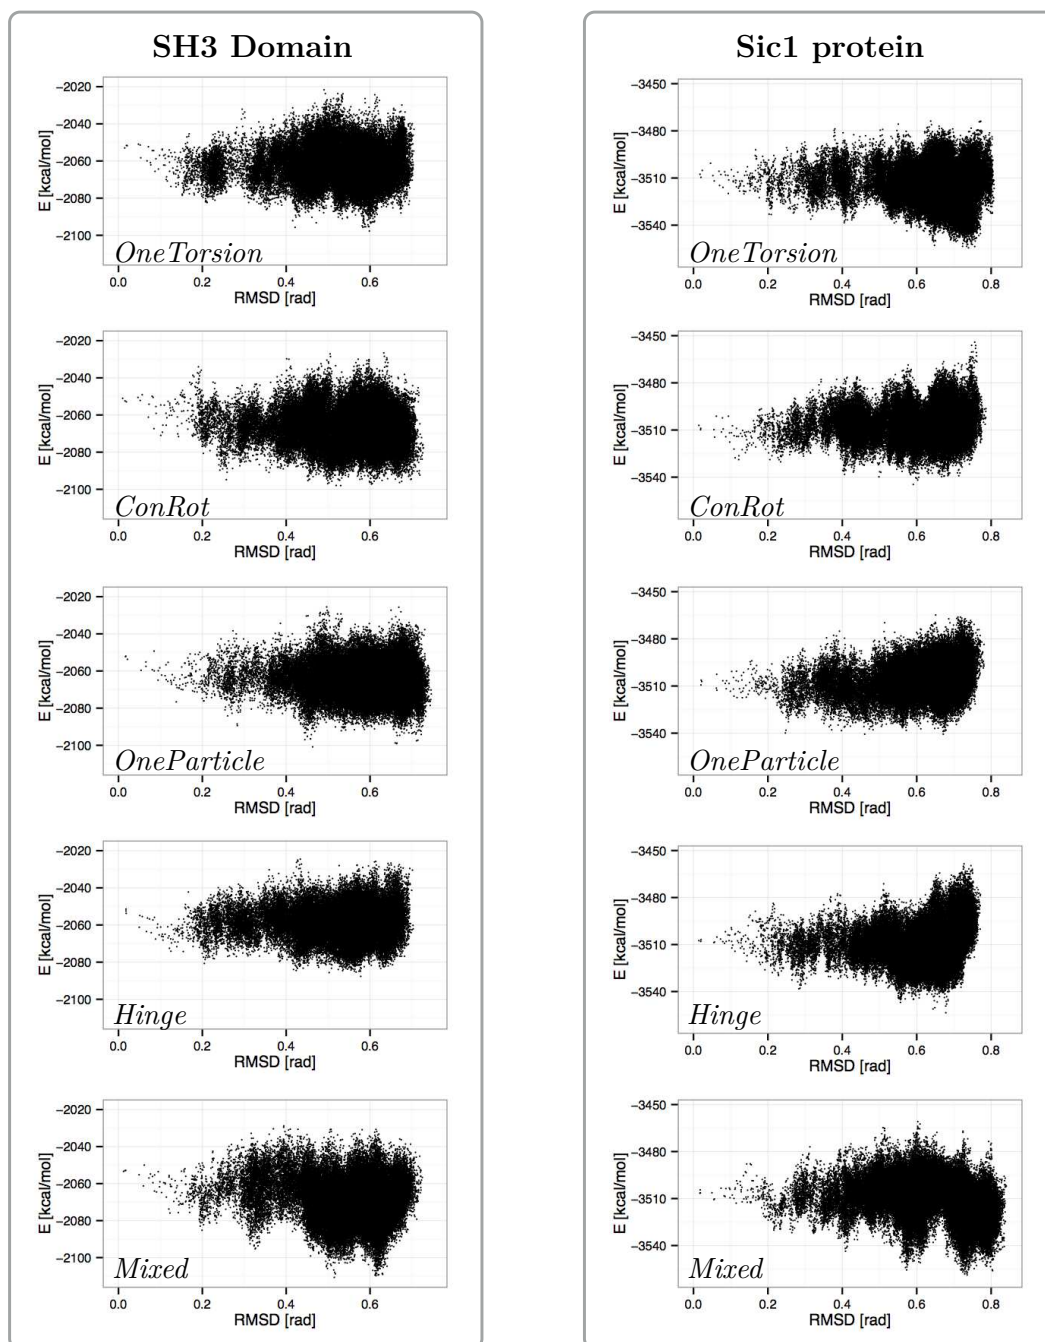 SH3 Domain
−2020
−2040
−2060
−2080
−2100
E [kcal/mol]
OneTorsion
0.0 0.2 0.4 0.6
RMSD [rad]
−2020
−2040
−2060
−2080
−2100
E [kcal/mol]
ConRot
0.0 0.2 0.4 0.6
RMSD [rad]
−2020
−2040
−2060
−2080
−2100
E [kcal/mol]
OneParticle
0.0 0.2 0.4 0.6
RMSD [rad]
−2020
−2040
−2060
−2080
−2100
E [kcal/mol]
Hinge
0.0 0.2 0.4 0.6
RMSD [rad]
−2020
−2040
−2060
−2080
−2100
E [kcal/mol]
Mixed
0.0 0.2 0.4 0.6
RMSD [rad]
Sic1 protein
−3450
−3480
−3510
−3540
E [kcal/mol]
OneTorsion
0.0 0.2 0.4 0.6 0.8
RMSD [rad]
−3450
−3480
−3510
−3540
E [kcal/mol]
ConRot
0.0 0.2 0.4 0.6 0.8
RMSD [rad]
−3450
−3480
−3510
−3540
E [kcal/mol]
OneParticle
0.0 0.2 0.4 0.6 0.8
RMSD [rad]
−3450
−3480
−3510
−3540
E [kcal/mol]
Hinge
0.0 0.2 0.4 0.6 0.8
RMSD [rad]
−3450
−3480
−3510
−3540
E [kcal/mol]
Mixed
0.0 0.2 0.4 0.6 0.8
RMSD [rad]